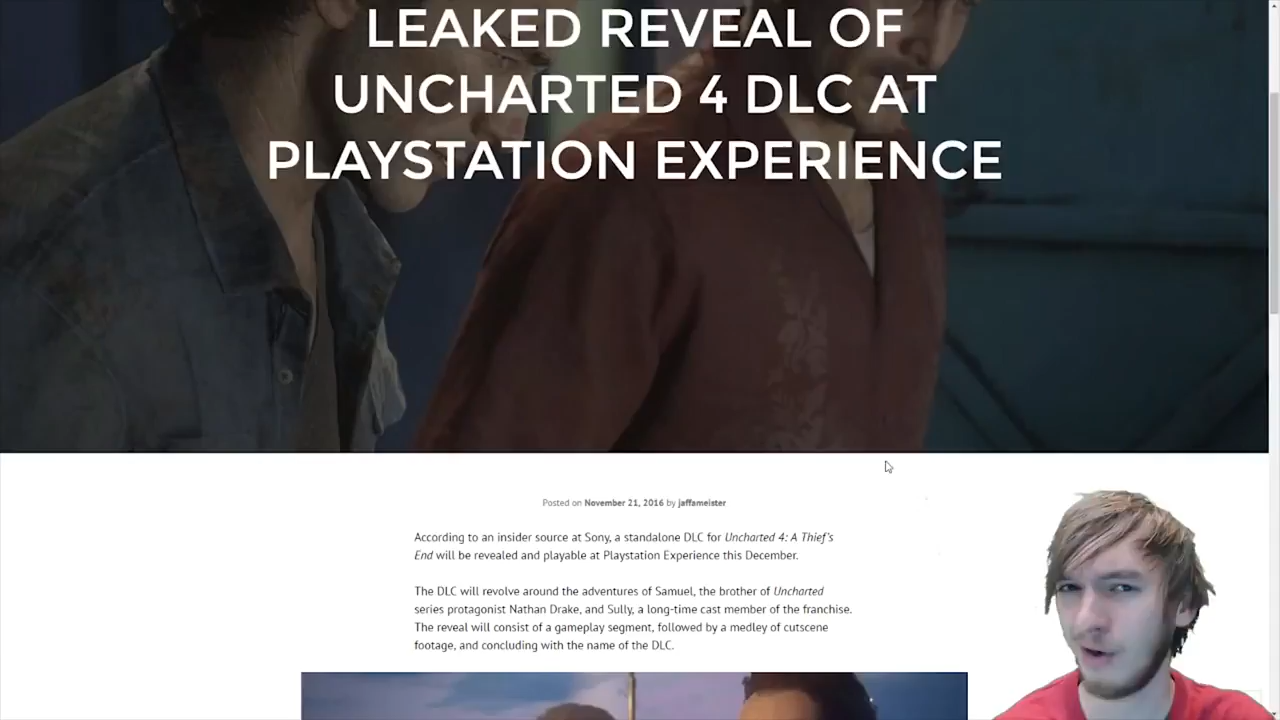 LEAKED REVEAL OF
UNCHARTED 4 DLC AT
PLAYSTATION EXPERIENCE
Posted on November 21, 2016 by jaffameister
According to an insider source at Sony, a standalone DLC for Uncharted 4: A Thief's
End will be revealed and playable at Playstation Experience this December.
The DLC will revolve around the adventures of Samuel, the brother of Uncharted
series protagonist Nathan Drake, and Sully, a long-time cast member of the franchise.
The reveal will consist of a gameplay segment, followed by a medley of cutscene
footage, and concluding with the name of the DLC.